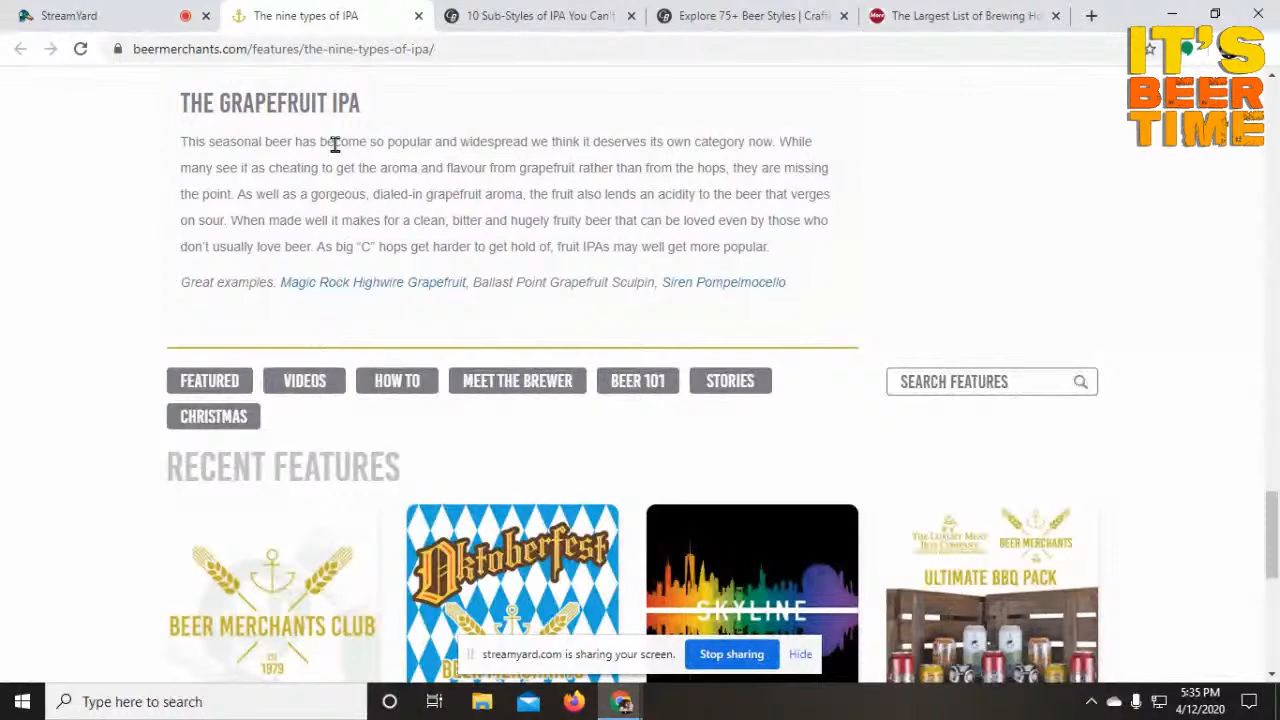 StreamYard
The nine types of IPA
10 Sub-Styles of IPA You Can't
Explore 75+ Beer Styles | Craft
The Largest List of Brewing Ho
beermerchants.com/features/the-nine-types-of-ipa/
IT'S
BEER
TIME
THE GRAPEFRUIT IPA
This seasonal beer has become so popular and widespread we think it deserves its own category now. While
many see it as cheating to get the aroma and flavour from grapefruit rather than from the hops, they are missing
the point. As well as a gorgeous, dialed-in grapefruit aroma, the fruit also lends an acidity to the beer that verges
on sour. When made well it makes for a clean, bitter and hugely fruity beer that can be loved even by those who
don't usually love beer. As big “C” hops get harder to get hold of, fruit IPAs may well get more popular.
Great examples. Magic Rock Highwire Grapefruit, Ballast Point Grapefruit Sculpin, Siren Pompelmocello
FEATURED VIDEOS HOW TO MEET THE BREWER BEER 101 STORIES
SEARCH FEATURES
CHRISTMAS
RECENT FEATURES
BEER MERCHANTS CLUB
1979
Oktoberfest
SKYLINE
THE LUXURY MEAT
BOX COMPANY
BEER MERCHANTS
ULTIMATE BBQ PACK
streamyard.com is sharing your screen. Stop sharing Hide
Type here to search
5:35 PM
4/12/2020